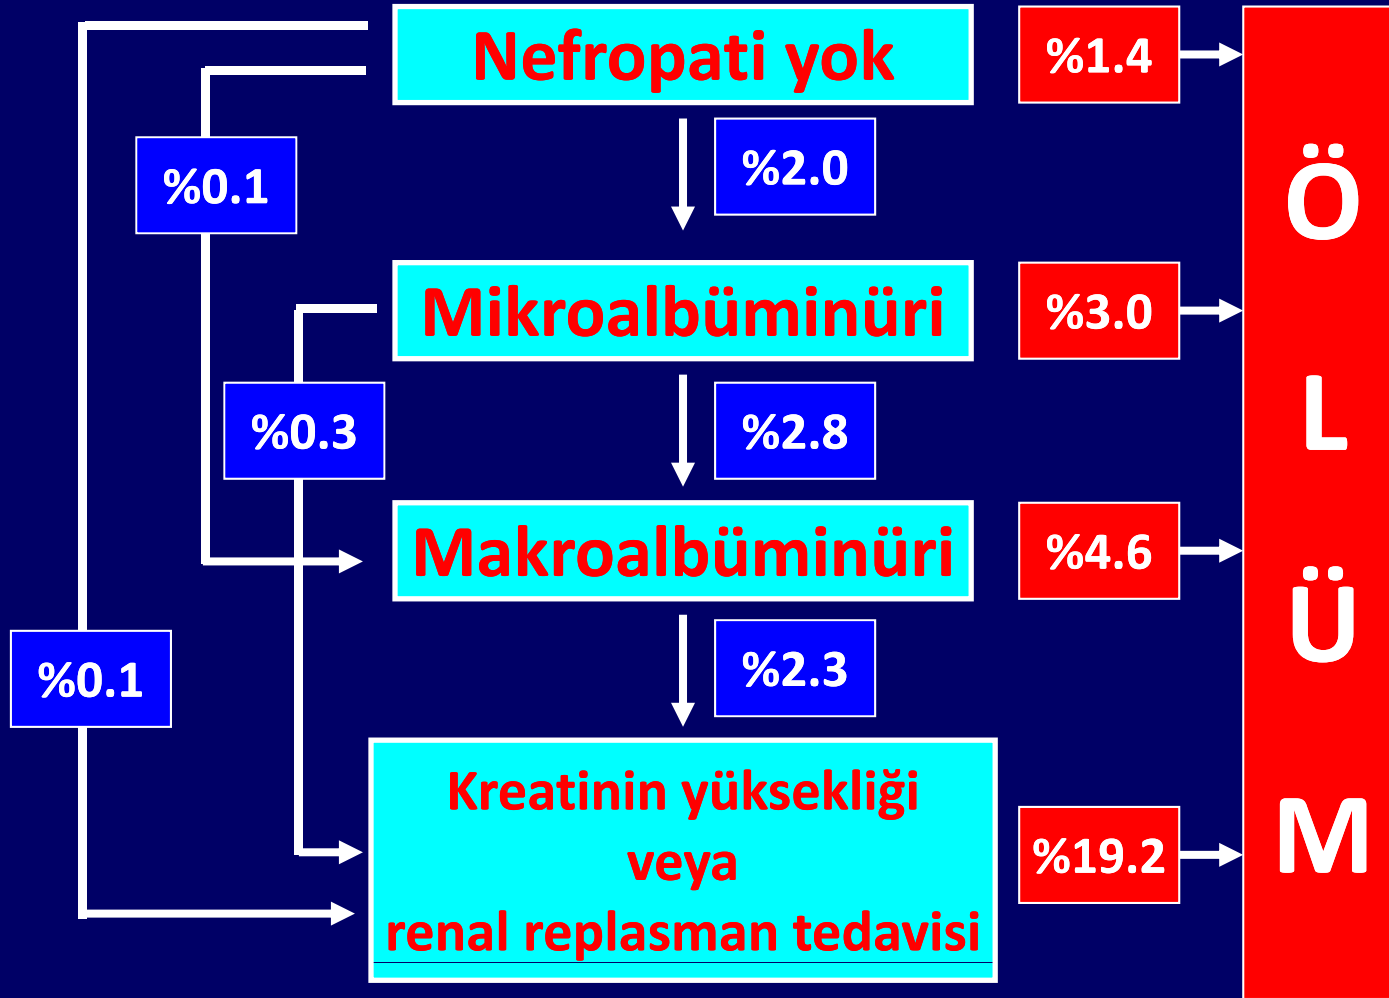 Nefropati yok
%1.4
%0.1
%2.0
Mikroalbüminüri
%3.0
%0.3
%2.8
Makroalbüminüri
%4.6
%0.1
%2.3
Kreatinin yüksekliği
veya
renal replasman tedavisi
%19.2
Ö
L
Ü
M